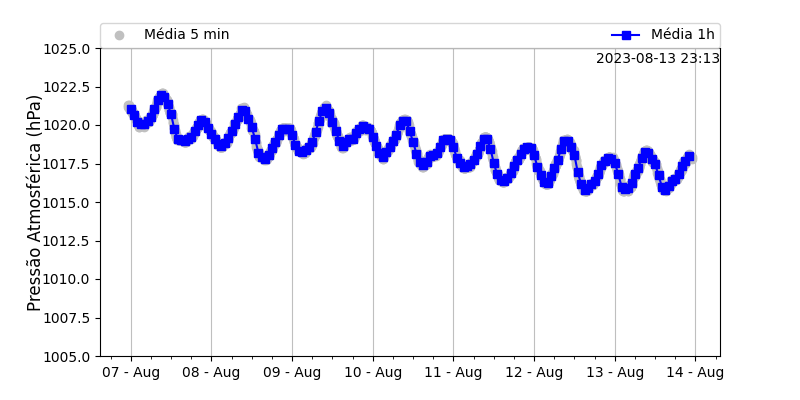 Média 5 min
Média 1h
2023-08-13 23:13
Pressão Atmosférica (hPa)
1025.0
1022.5
1020.0
1017.5
1015.0
1012.5
1010.0
1007.5
1005.0
07 - Aug
08 - Aug
09 - Aug
10 - Aug
11 - Aug
12 - Aug
13 - Aug
14 - Aug